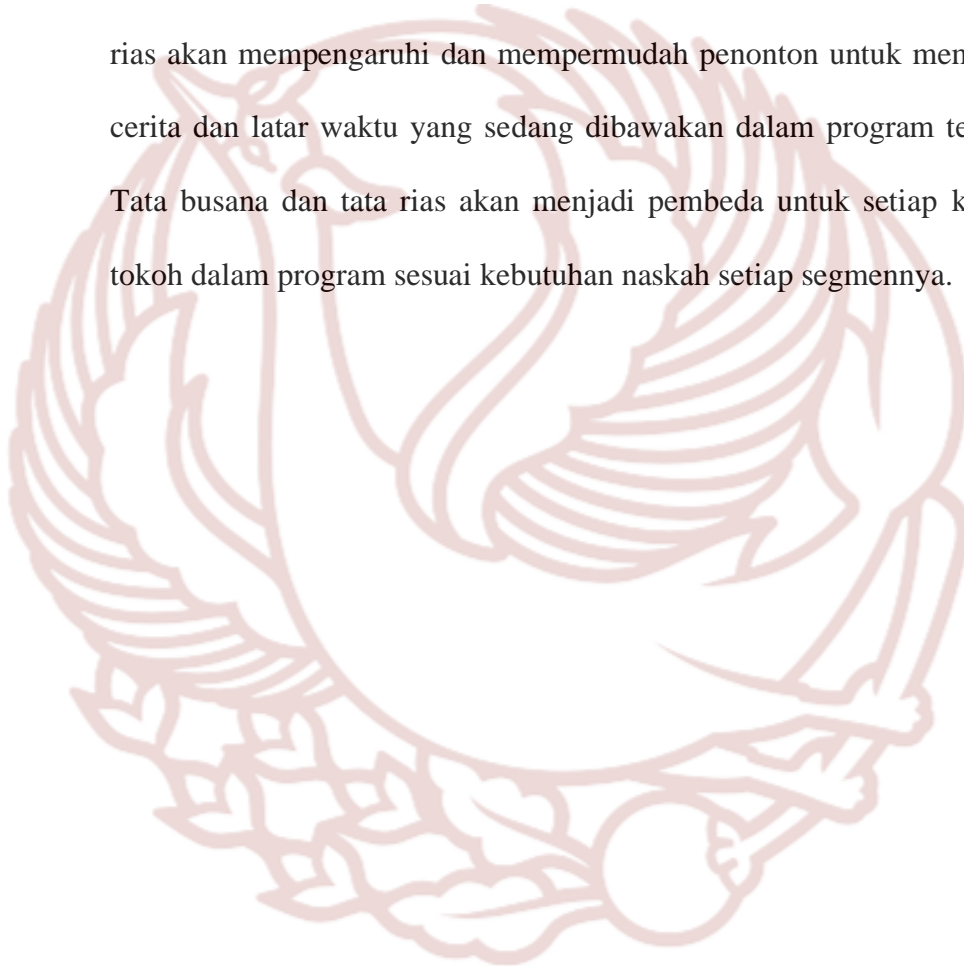 rias akan mempengaruhi dan mempermudah penonton untuk men
cerita dan latar waktu yang sedang dibawakan dalam program te
Tata busana dan tata rias akan menjadi pembeda untuk setiap k
tokoh dalam program sesuai kebutuhan naskah setiap segmennya.